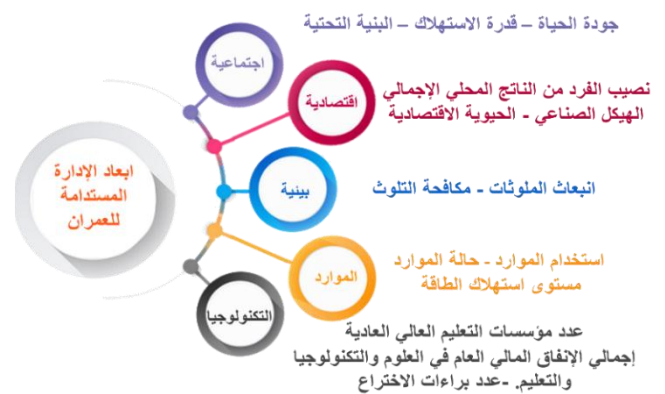 ابعاد الإدارة
المستدامة
للعمران
اجتماعية
جودة الحياة – قدرة الاستهلاك – البنية التحتية
اقتصادية
نصيب الفرد من الناتج المحلي الإجمالي
الهيكل الصناعي - الحيوية الاقتصادية
بيئية
انبعاث الملوثات - مكافحة التلوث
الموارد
استخدام الموارد - حالة الموارد
مستوى استهلاك الطاقة
التكنولوجيا
عدد مؤسسات التعليم العالي العادية
إجمالي الإنفاق المالي العام في العلوم والتكنولوجيا
والتعليم. -عدد براءات الاختراع